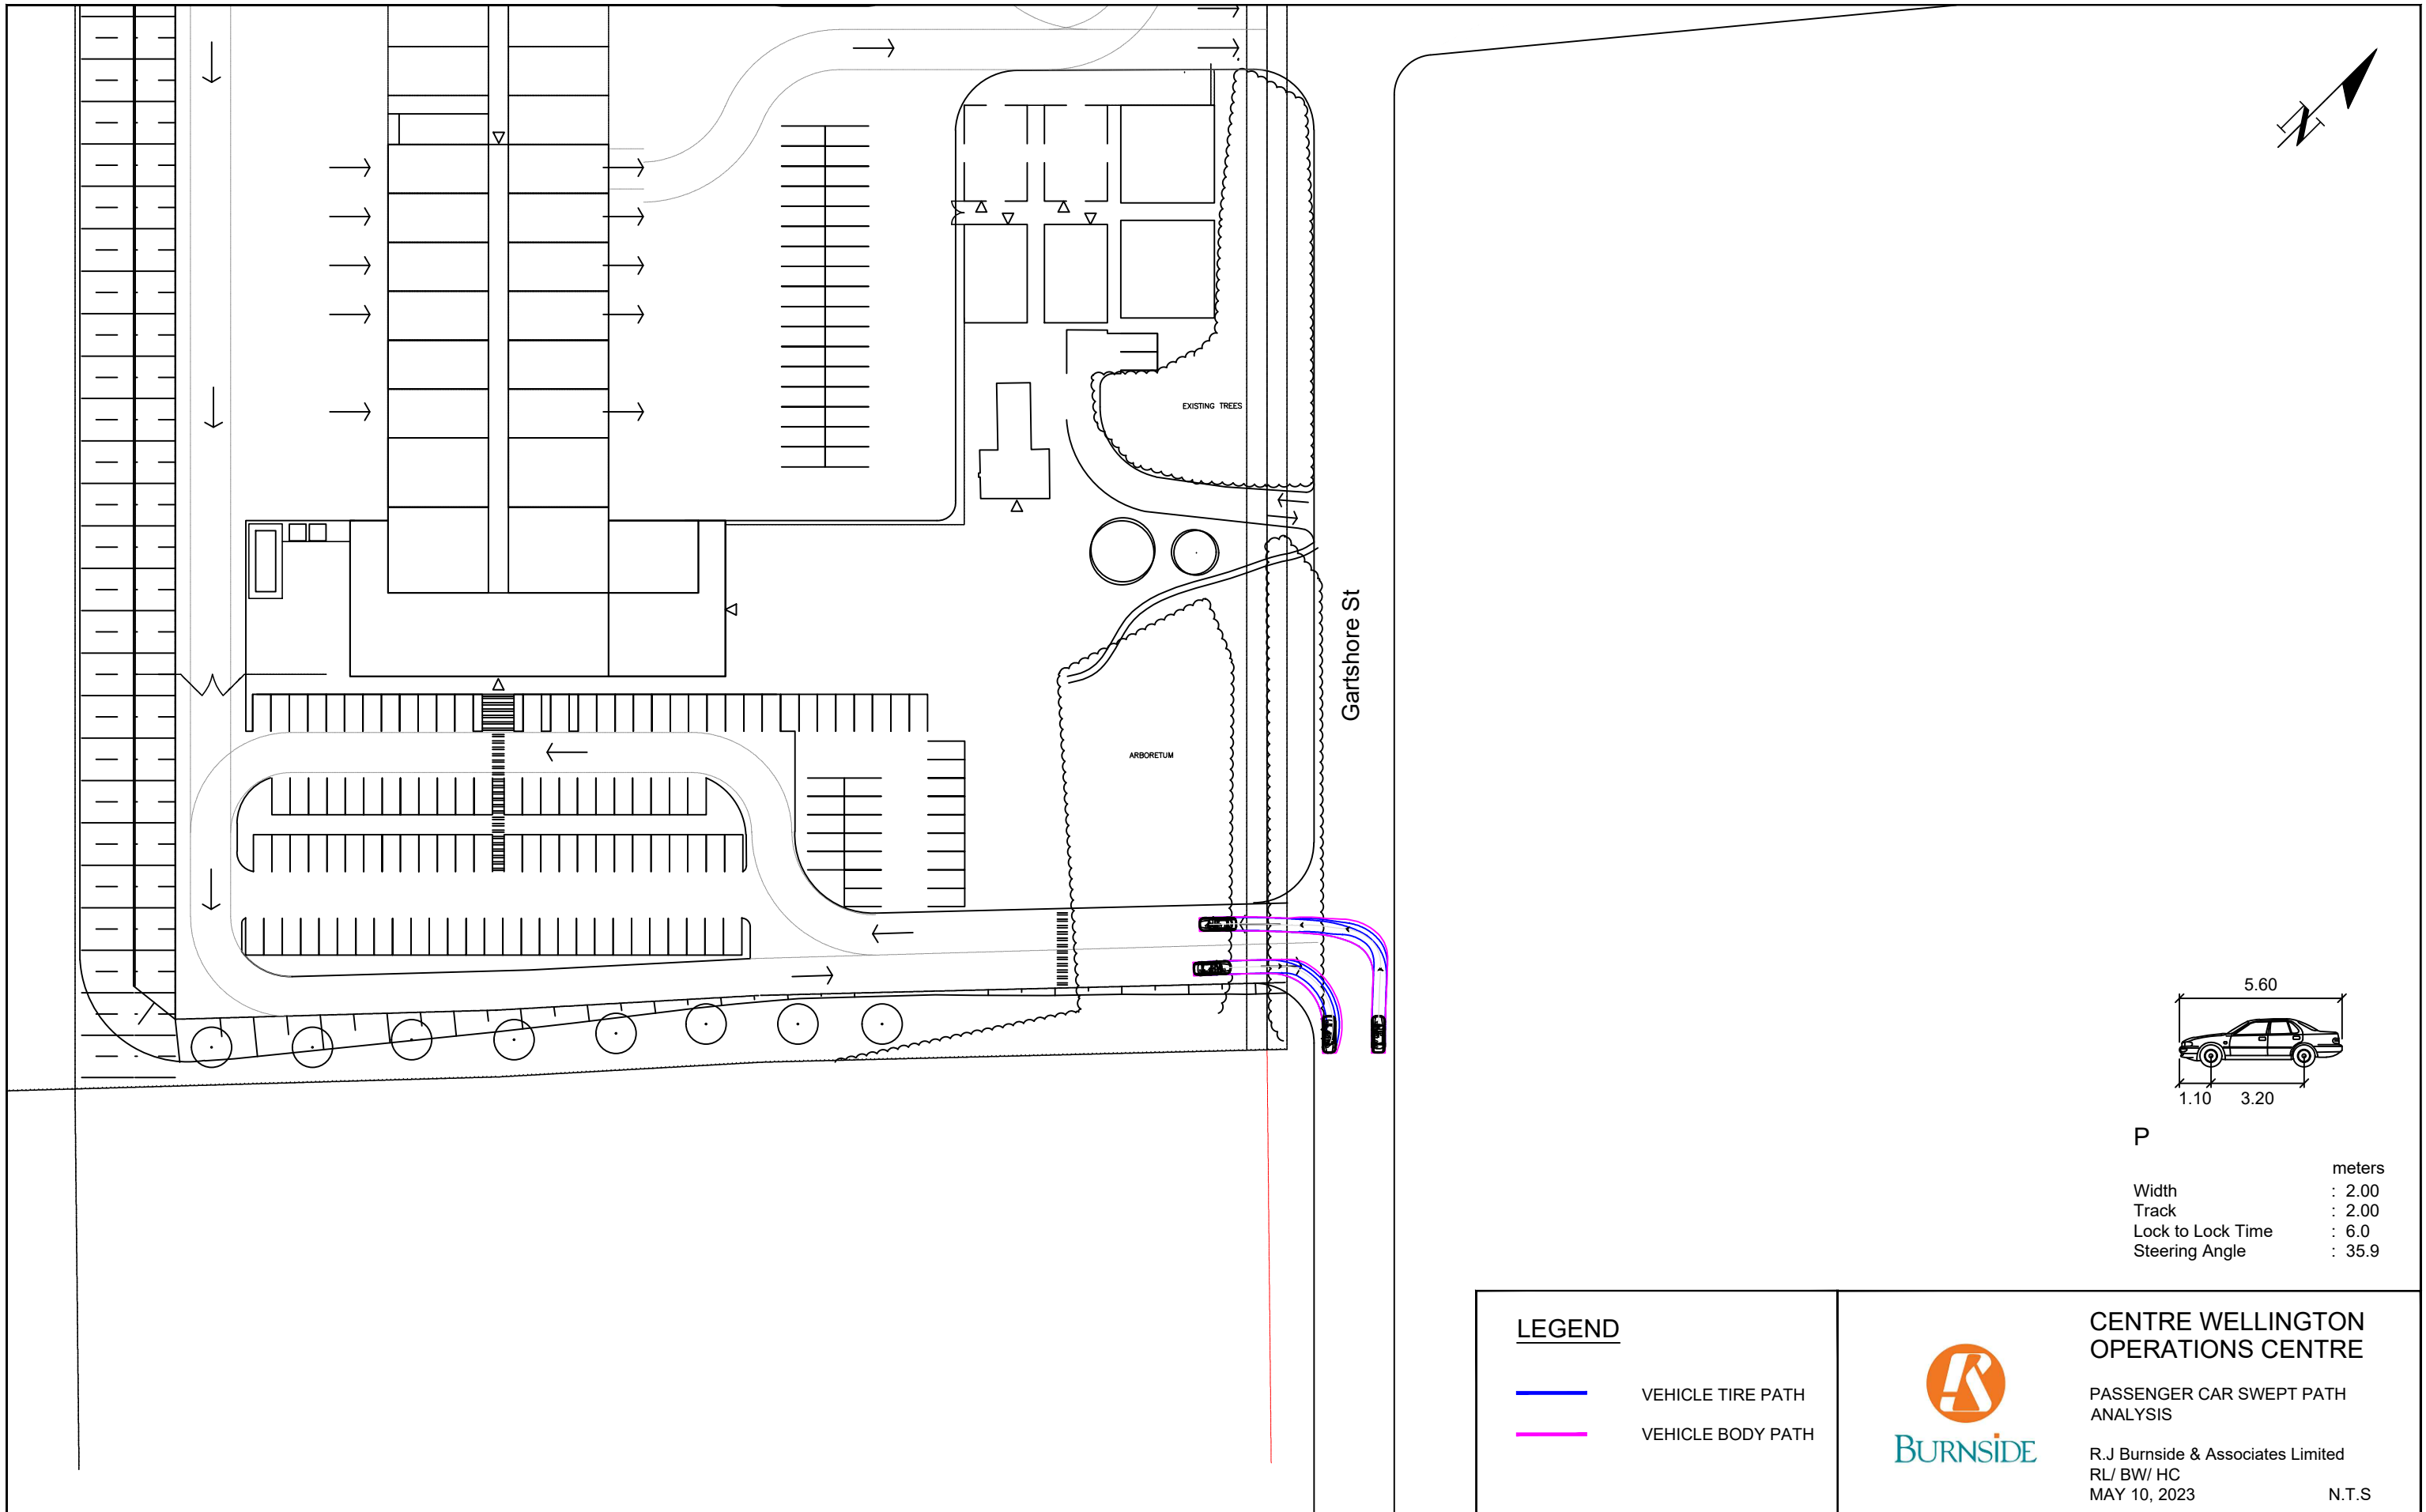 N
EXISTING TREES
Gartshore St
ARBORETUM
5.60
1.10 3.20
P
meters
Width : 2.00
Track : 2.00
Lock to Lock Time : 6.0
Steering Angle : 35.9
LEGEND
VEHICLE TIRE PATH
VEHICLE BODY PATH
BURNSIDE
CENTRE WELLINGTON
OPERATIONS CENTRE
PASSENGER CAR SWEPT PATH
ANALYSIS
R.J Burnside & Associates Limited
RL/ BW/ HC
MAY 10, 2023 N.T.S